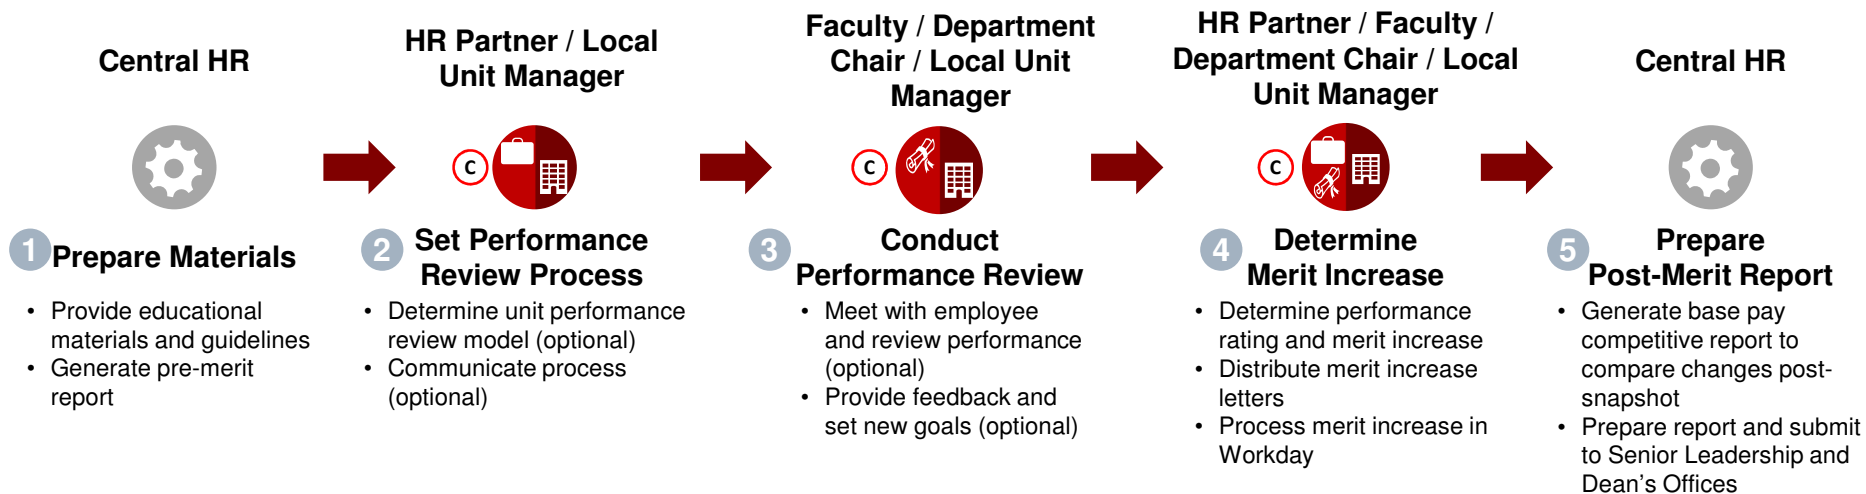 Central HR
1
Prepare Materials
• Provide educational
materials and guidelines
• Generate pre-merit
report
HR Partner / Local
Unit Manager
C
2
Set Performance
Review Process
• Determine unit performance
review model (optional)
• Communicate process
(optional)
Faculty / Department
Chair / Local Unit
Manager
C
3
Conduct
Performance Review
• Meet with employee
and review performance
(optional)
• Provide feedback and
set new goals (optional)
HR Partner / Faculty /
Department Chair / Local
Unit Manager
C
4
Determine
Merit Increase
• Determine performance
rating and merit increase
• Distribute merit increase
letters
• Process merit increase in
Workday
Central HR
5
Prepare
Post-Merit Report
• Generate base pay
competitive report to
compare changes post-
snapshot
• Prepare report and submit
to Senior Leadership and
Dean’s Offices